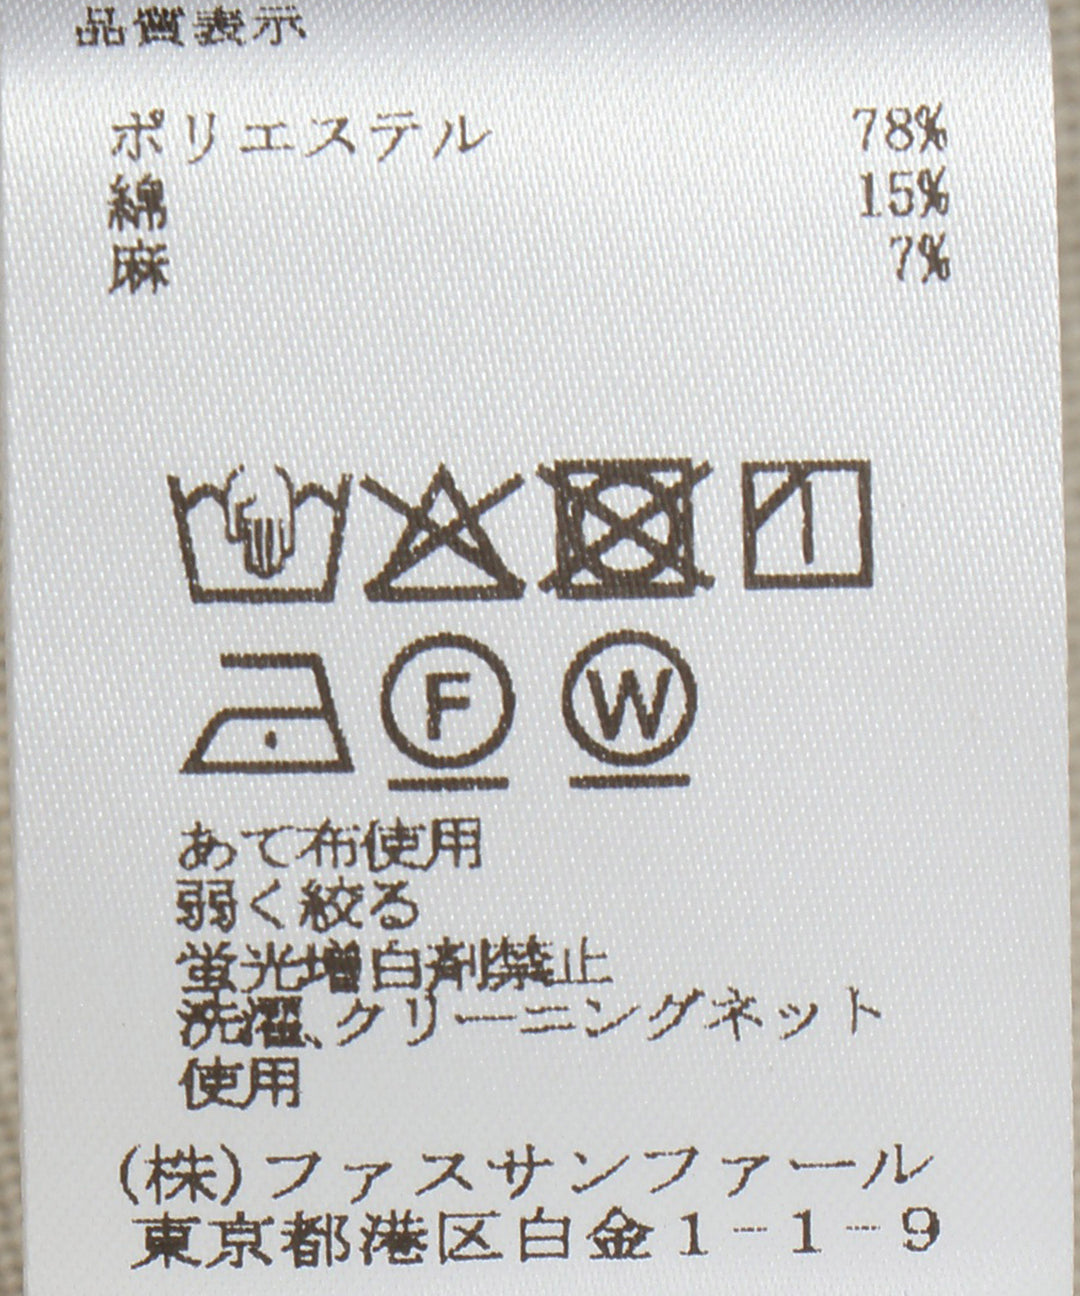 品質表示
ポリエステル 78%
綿 15%
麻 7%
F W
あて布使用
弱く絞る
蛍光増白剤禁止
洗濯、クリーニングネット
使用
(株)ファスサンファール
東京都港区白金1-1-9